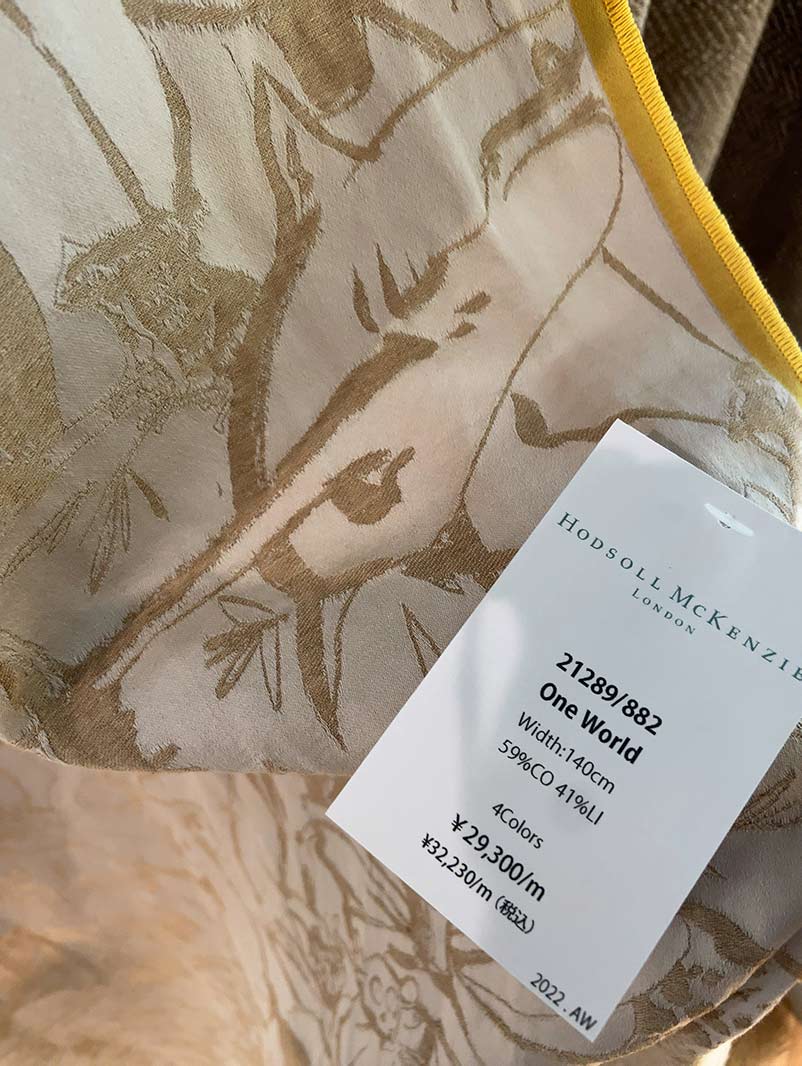 HODSOLL MCKENZIE
LONDON
21289/882
One World
Width:140cm
59%CO 41%LI
4Colors
¥29,300/m
¥32,230/m (税込)
2022.AW